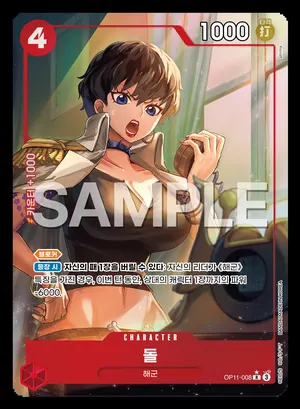 4
1000
타격
打
카운터 +1000
SAMPLE
블로커
등장 시 자신의 패 1장을 버릴 수 있다: 자신의 리더가 《해군》
특징을 가진 경우, 이번 턴 동안, 상대의 캐릭터 1장까지의 파워
-6000.
CHARACTER
돌
해군
OP11-008 R 3